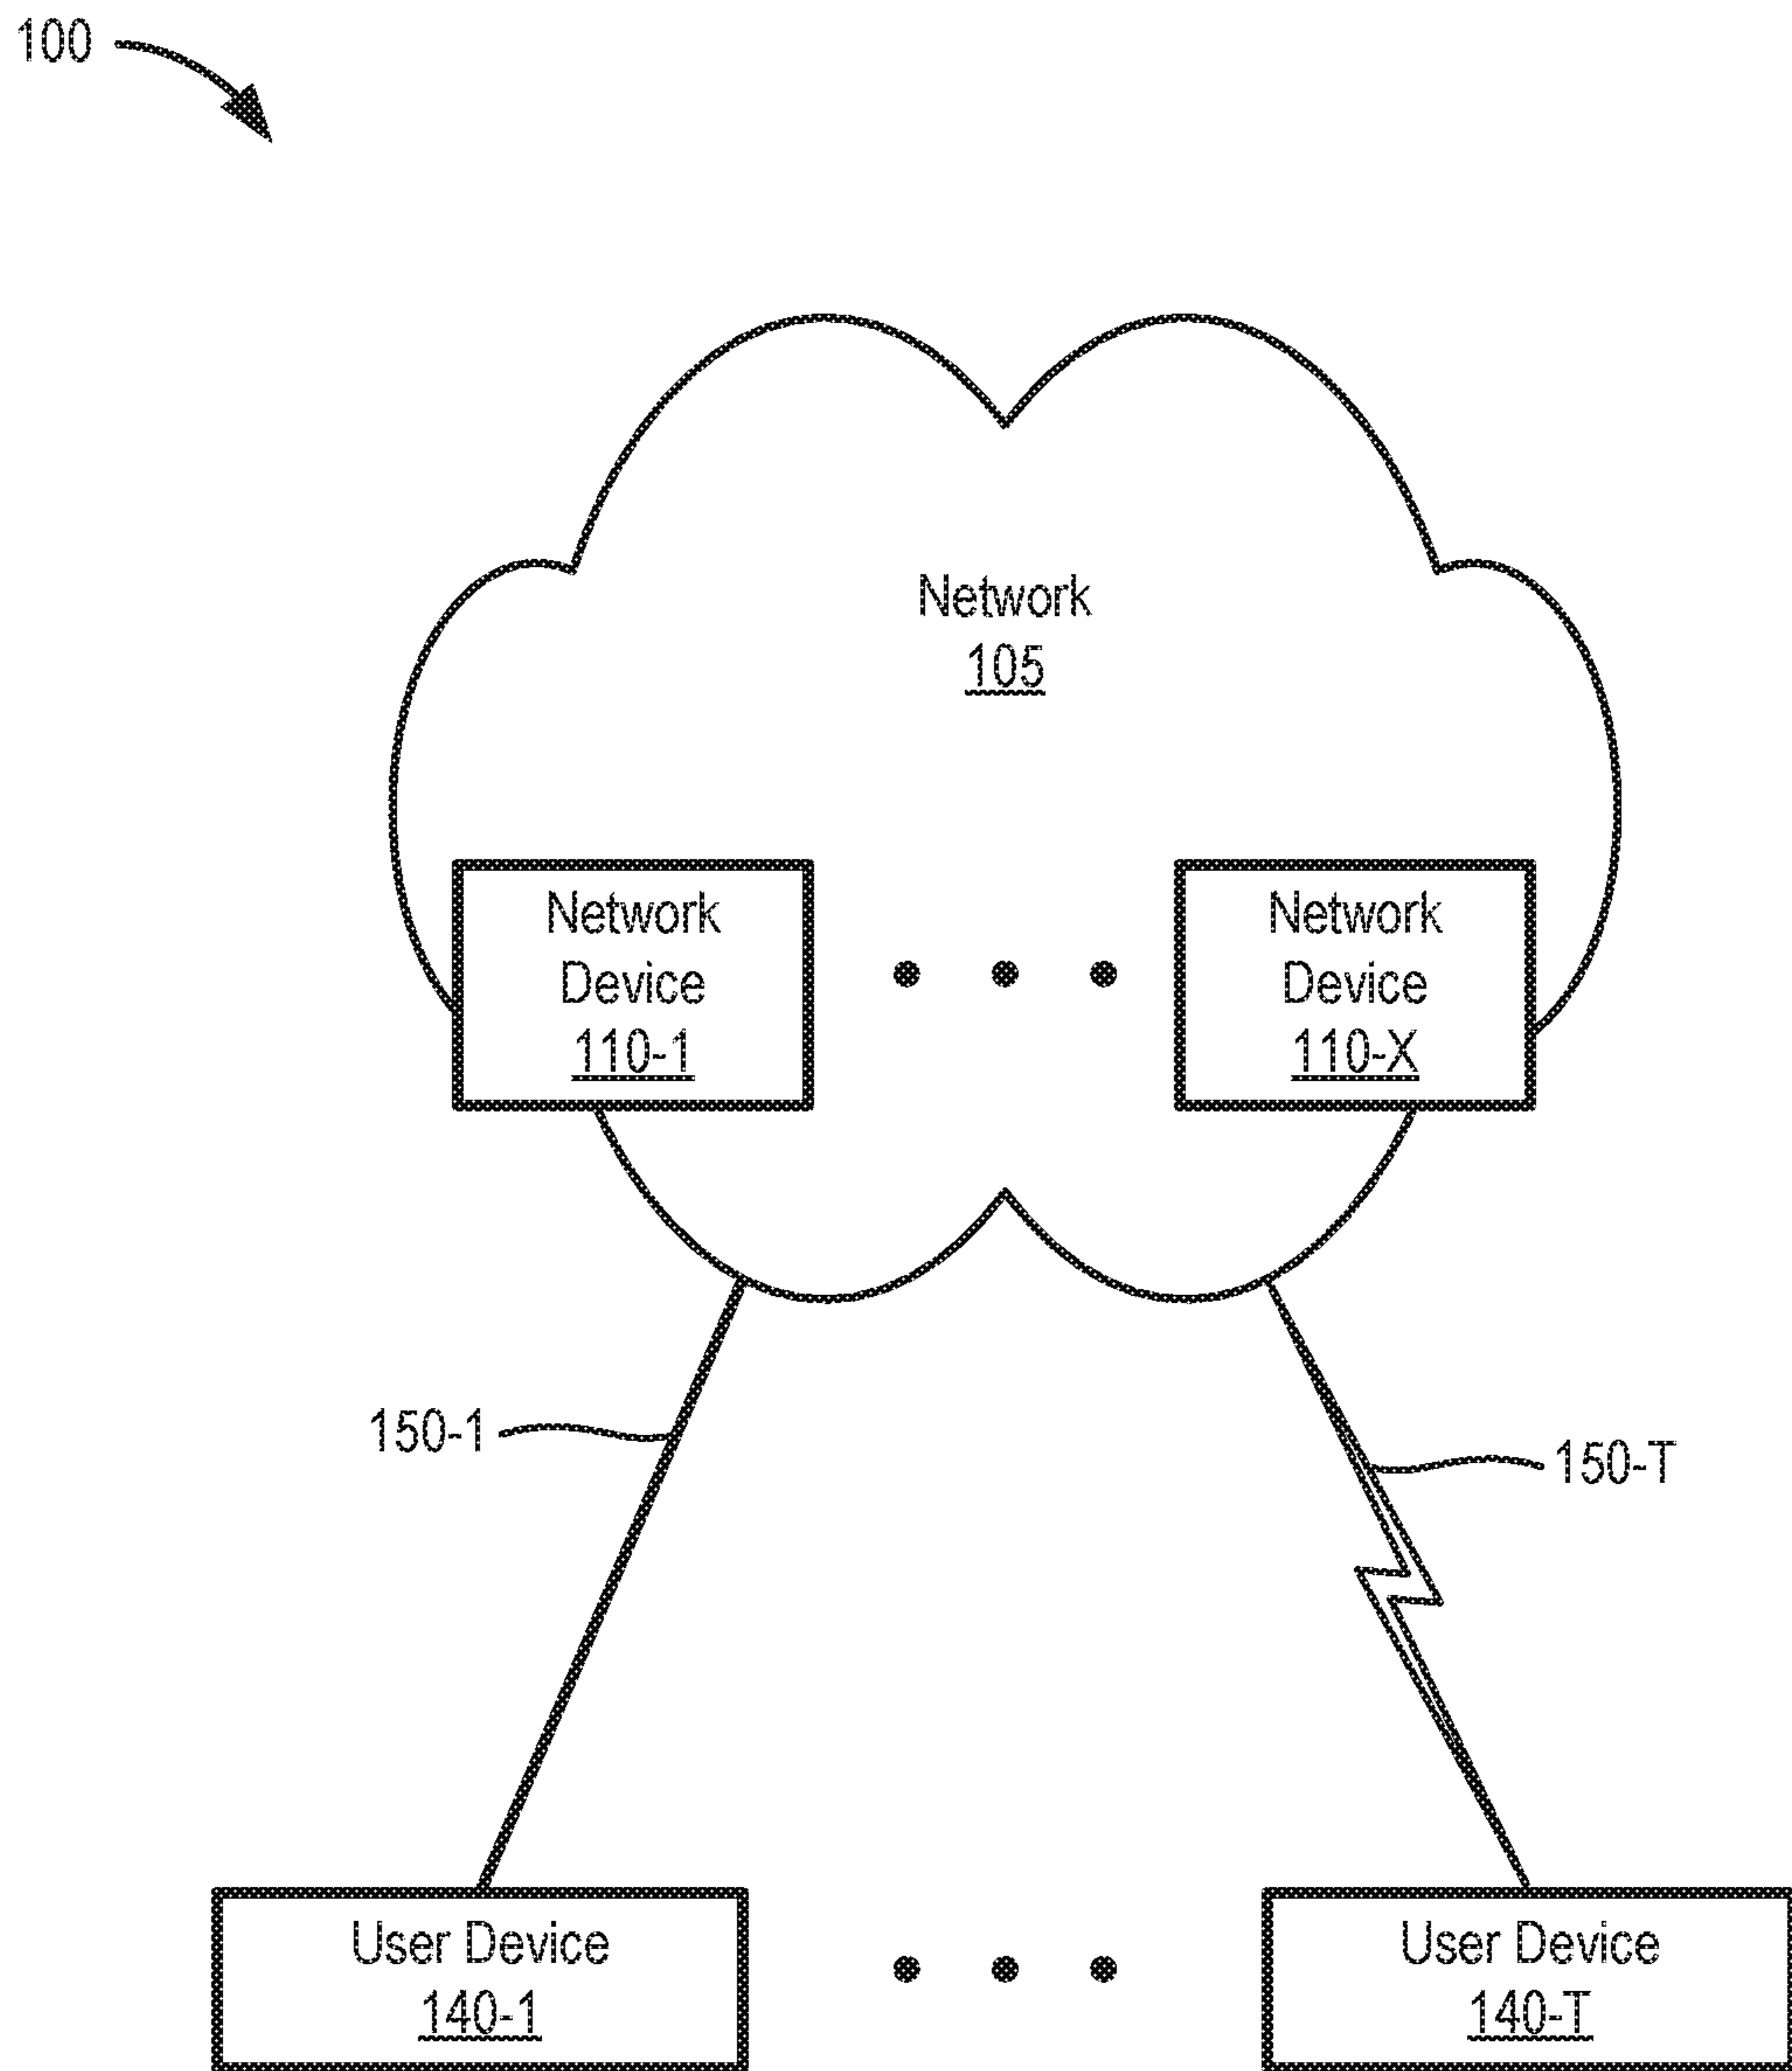 100
Network
105
Network
Device
110-1
Network
Device
110-X
150-1
150-T
User Device
140-1
User Device
140-T